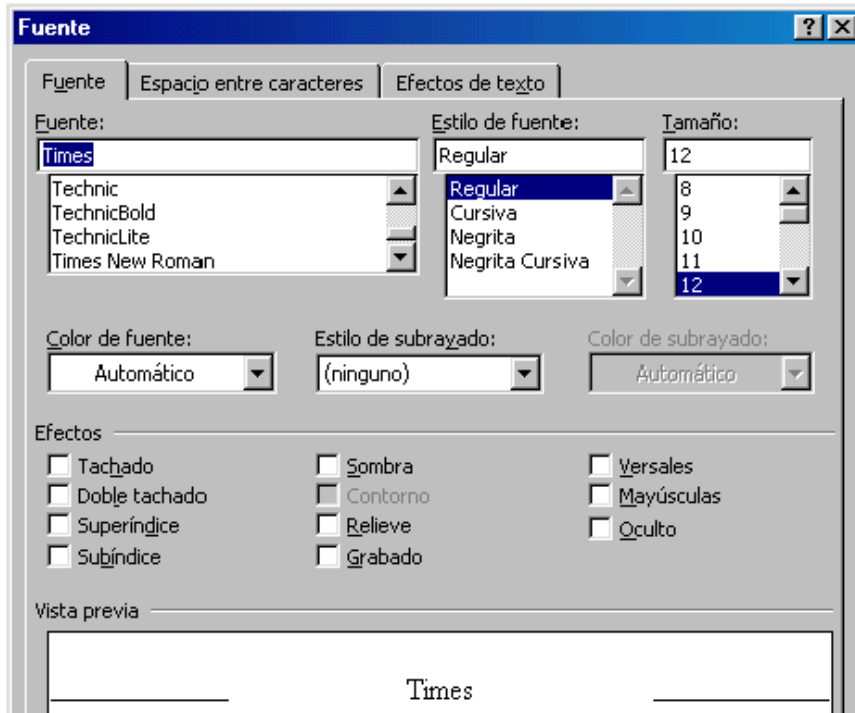 Fuente
Fuente Espacio entre caracteres Efectos de texto
Fuente: Estilo de fuente: Tamaño:
Times Regular 12
Technic Regular 8
TechnicBold Cursiva 9
TechnicLite Negrita 10
Times New Roman Negrita Cursiva 11
12
Color de fuente: Estilo de subrayado: Color de subrayado:
Automático (ninguno) Automático
Efectos
Tachado Sombra Versales
Doble tachado Contorno Mayúsculas
Superíndice Relieve Oculto
Subíndice Grabado
Vista previa
Times